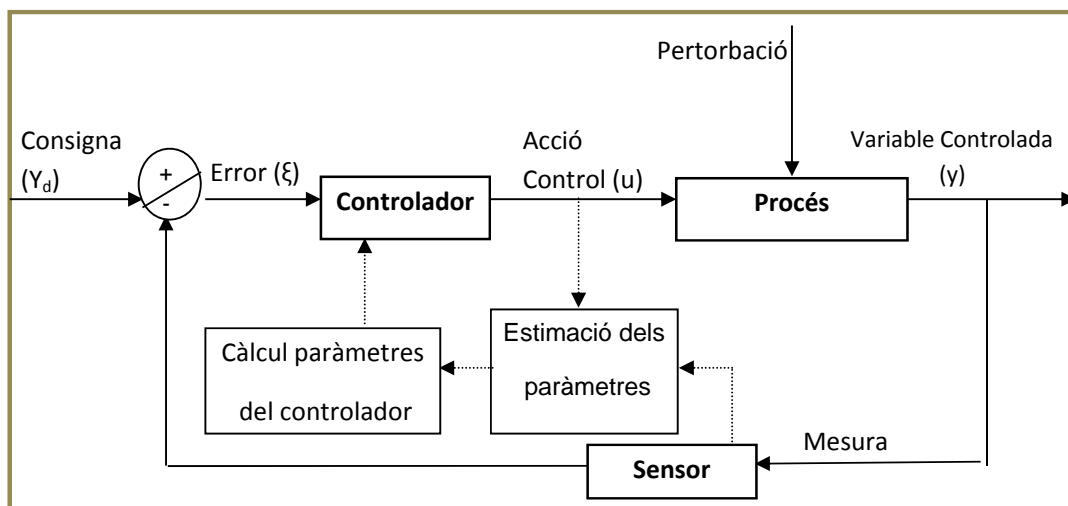 Pertorbació
Consigna
(Yd)
+
-
Error (ξ)
Controlador
Acció
Control (u)
Procés
Variable Controlada
(y)
Càlcul paràmetres
del controlador
Estimació dels
paràmetres
Mesura
Sensor